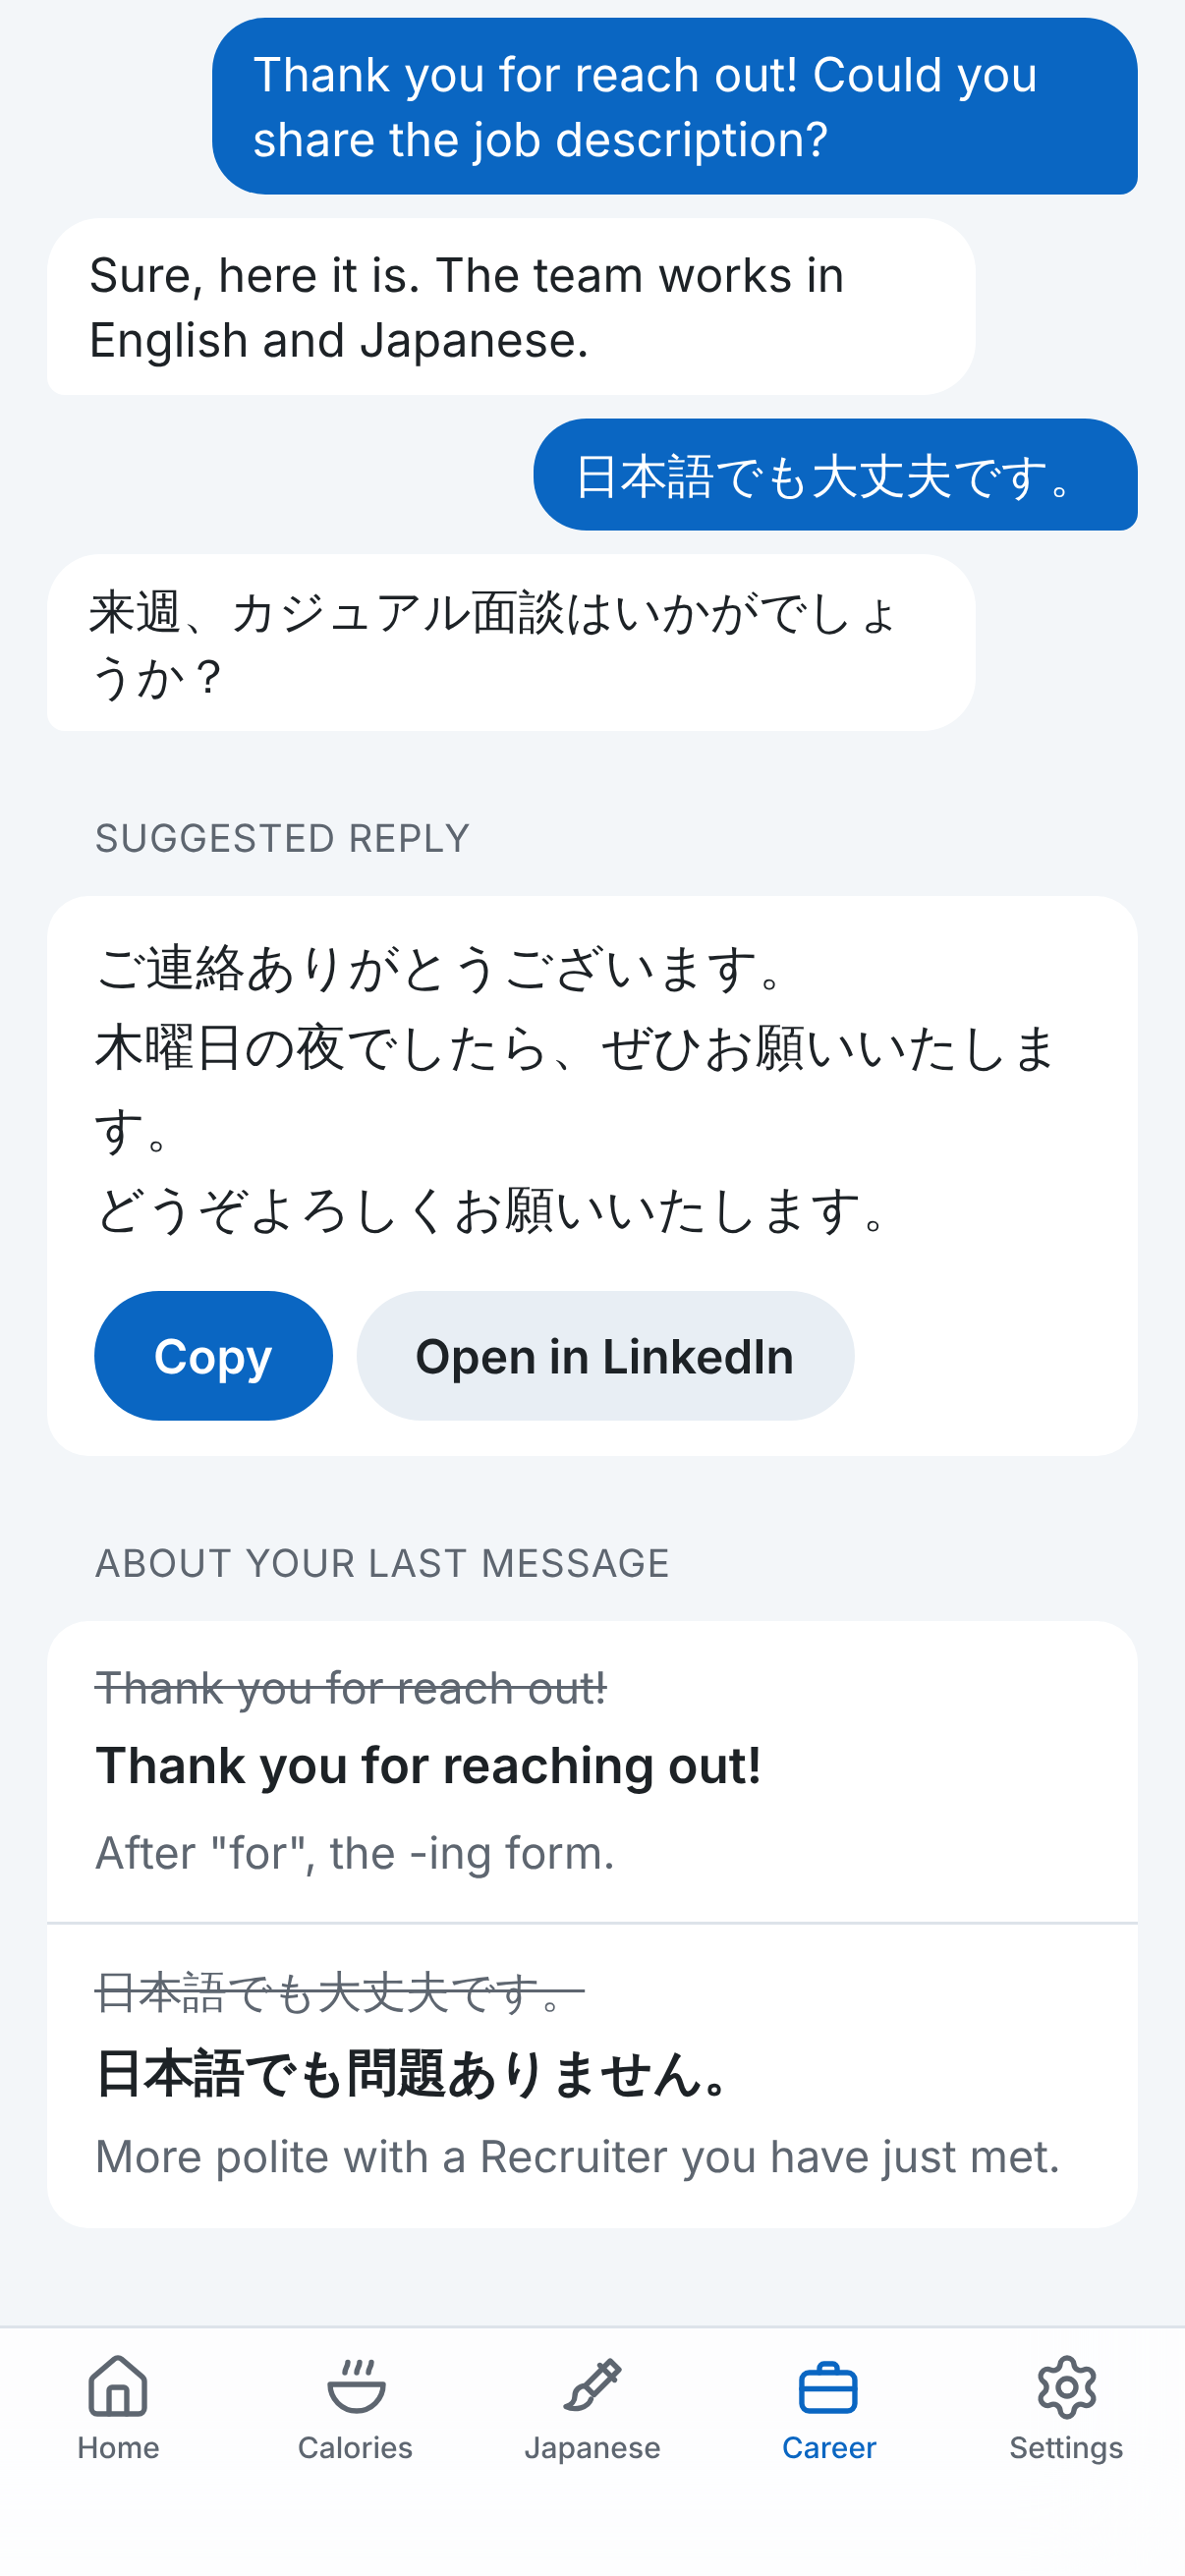 Thank you for reach out! Could you
share the job description?
Sure, here it is. The team works in
English and Japanese.
日本語でも大丈夫です。
来週、カジュアル面談はいかがでしょ
うか？
SUGGESTED REPLY
ご連絡ありがとうございます。
木曜日の夜でしたら、ぜひお願いいたしま
す。
どうぞよろしくお願いいたします。
Copy
Open in LinkedIn
ABOUT YOUR LAST MESSAGE
Thank you for reach out!
Thank you for reaching out!
After "for", the -ing form.
日本語でも大丈夫です。
日本語でも問題ありません。
More polite with a Recruiter you have just met.
Home
Calories
Japanese
Career
Settings